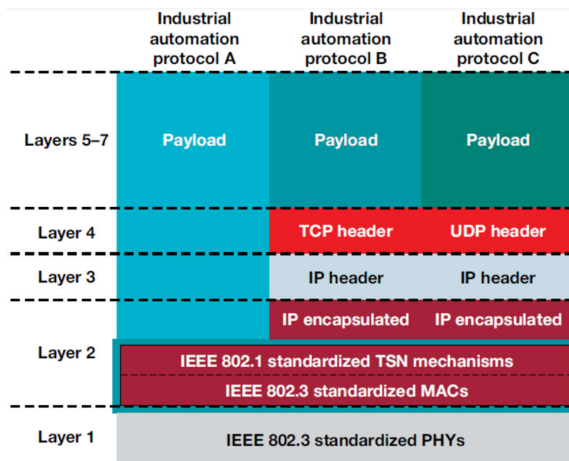 Industrial
automation
protocol A
Industrial
automation
protocol B
Industrial
automation
protocol C
Layers 5–7
Payload
Payload
Payload
Layer 4
TCP header
UDP header
Layer 3
IP header
IP header
Layer 2
IP encapsulated
IP encapsulated
IEEE 802.1 standardized TSN mechanisms
IEEE 802.3 standardized MACs
Layer 1
IEEE 802.3 standardized PHYs